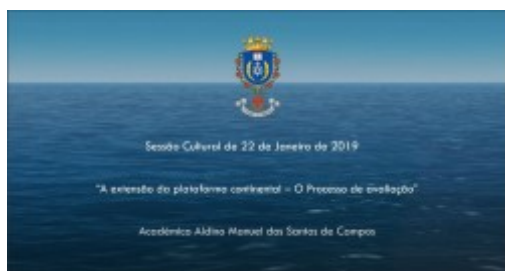 Sessão Cultural de 22 de Janeiro de 2019
"A extensão da plataforma continental – O Processo de avaliação"
Académico Aldino Manuel dos Santos de Campos